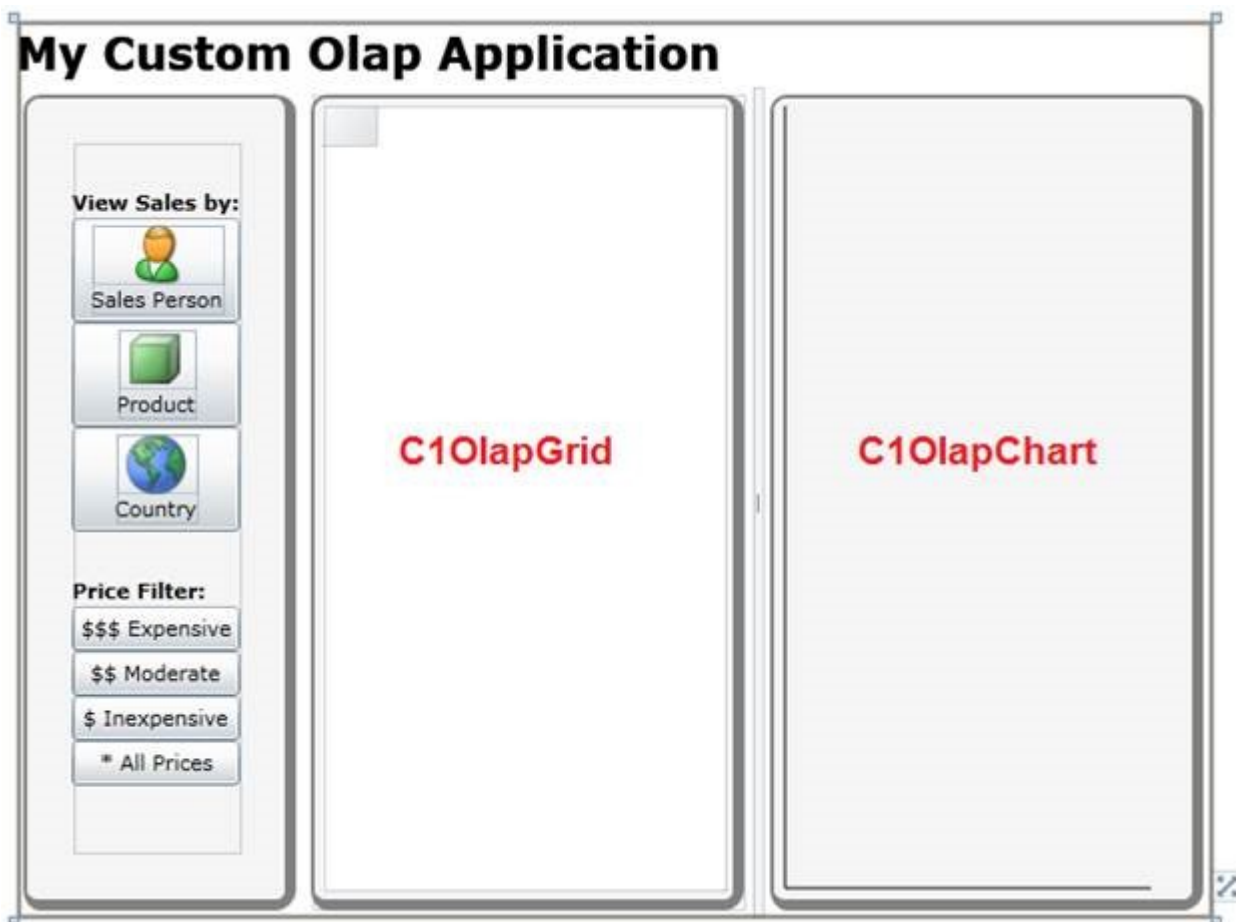 My Custom Olap Application
View Sales by:
Sales Person
Product
Country
Price Filter:
$$$ Expensive
$$ Moderate
$ Inexpensive
* All Prices
C1OlapGrid
C1OlapChart